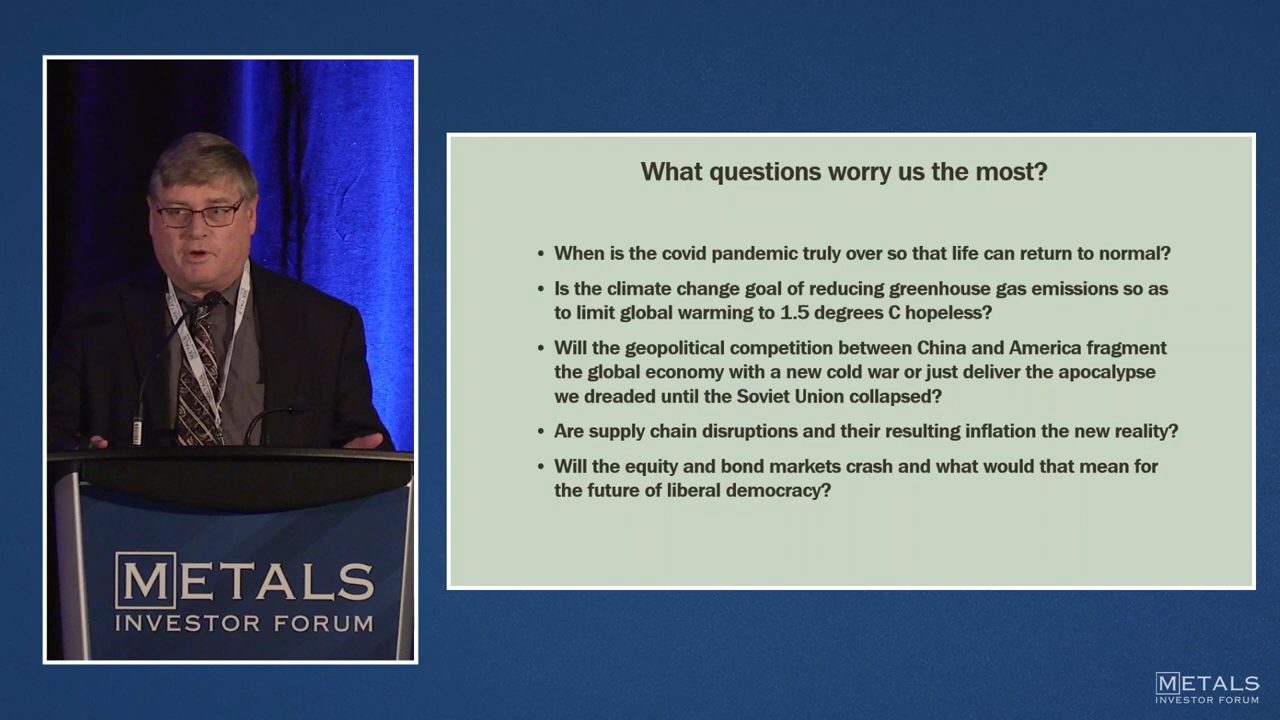 METALS
INVESTOR FORUM
What questions worry us the most?
• When is the covid pandemic truly over so that life can return to normal?
• Is the climate change goal of reducing greenhouse gas emissions so as
to limit global warming to 1.5 degrees C hopeless?
• Will the geopolitical competition between China and America fragment
the global economy with a new cold war or just deliver the apocalypse
we dreaded until the Soviet Union collapsed?
• Are supply chain disruptions and their resulting inflation the new reality?
• Will the equity and bond markets crash and what would that mean for
the future of liberal democracy?
METALS
INVESTOR FORUM